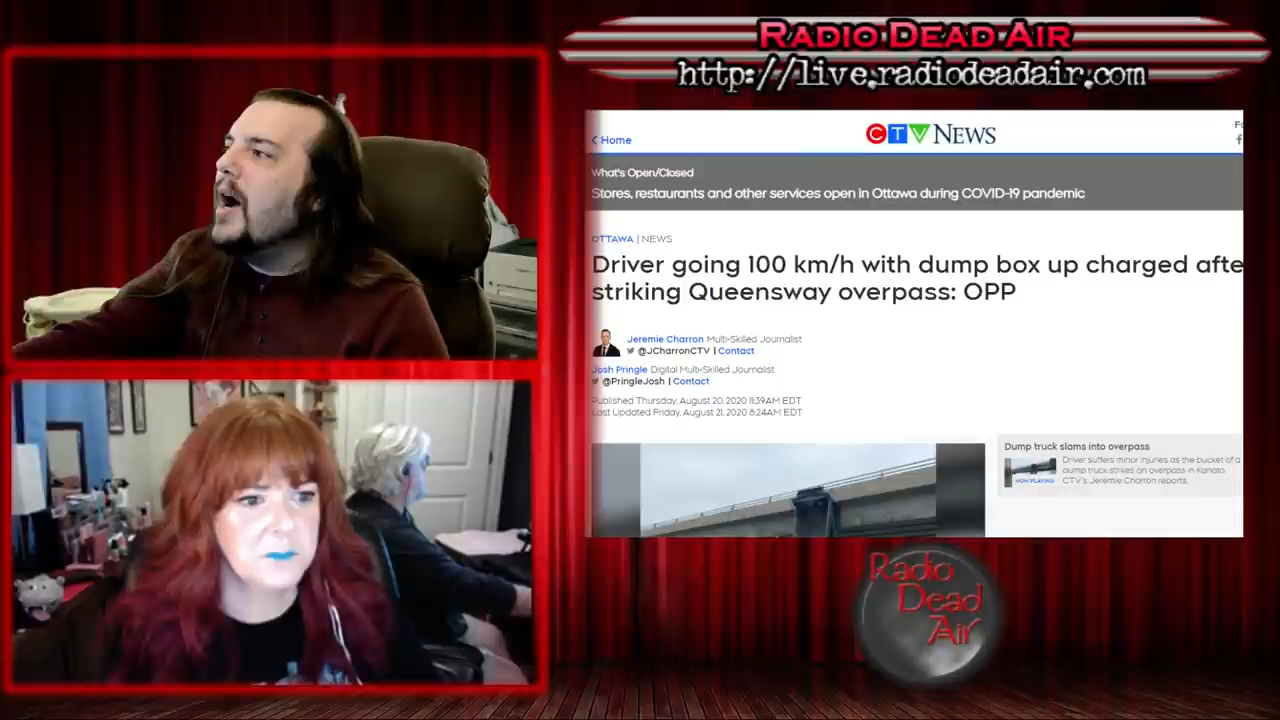 RADIO DEAD AIR
http://live.radiodeadair.com
Home
CTV NEWS
What's Open/Closed
Stores, restaurants and other services open in Ottawa during COVID-19 pandemic
OTTAWA | NEWS
Driver going 100 km/h with dump box up charged afte
striking Queensway overpass: OPP
Jeremie Charron Multi-Skilled Journalist
@JCharronCTV | Contact
Josh Pringle Digital Multi-Skilled Journalist
@PringleJosh | Contact
Published Thursday, August 20, 2020 11:39AM EDT
Last Updated Friday, August 21, 2020 8:24AM EDT
Dump truck slams into overpass
Driver suffers minor injuries as the bucket of a
dump truck strikes an overpass in Kanata.
CTV's Jeremie Charron reports.
NOW PLAYING
Radio
Dead
Air